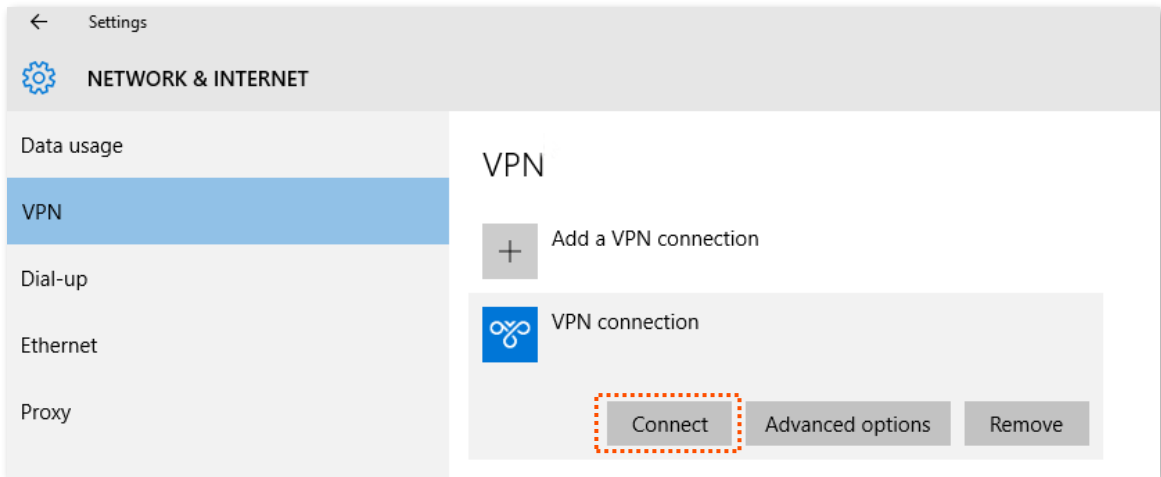 Settings
NETWORK & INTERNET
Data usage
VPN
Dial-up
Ethernet
Proxy
VPN
Add a VPN connection
VPN connection
Connect
Advanced options
Remove